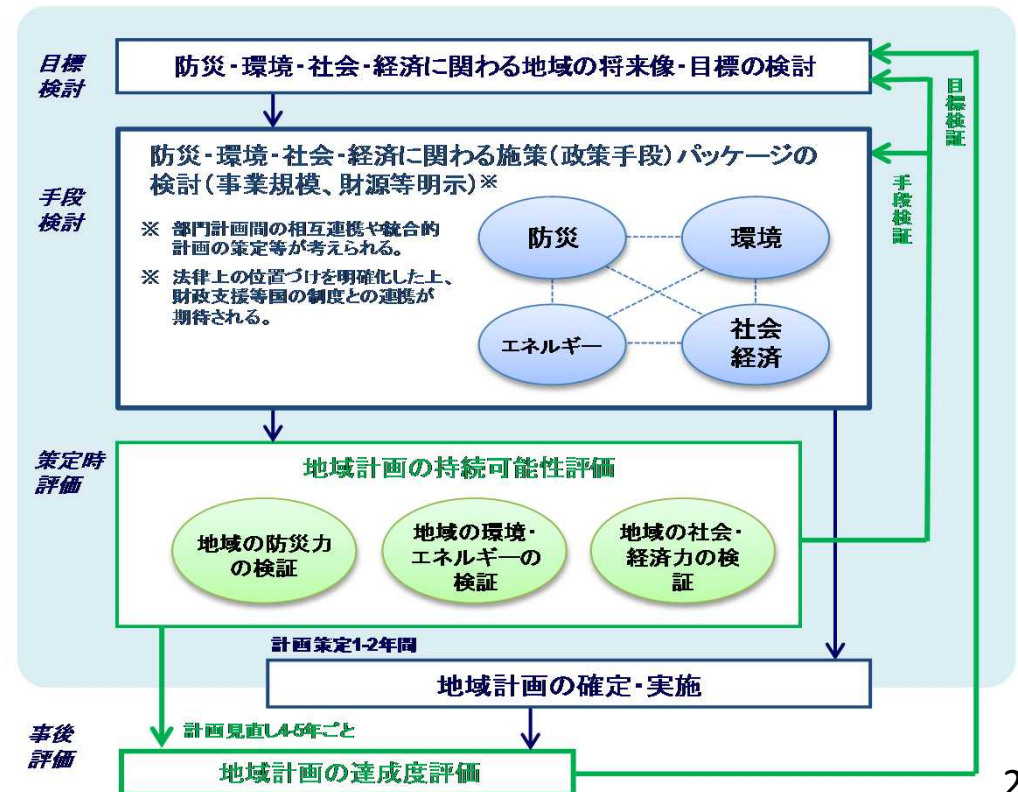 目標
検討
防災・環境・社会・経済に関わる地域の将来像・目標の検討
目標検証
手段
検討
防災・環境・社会・経済に関わる施策(政策手段)パッケージの
検討(事業規模、財源等明示)※
手段検証
※ 部門計画間の相互連携や統合的
計画の策定等が考えられる。
※ 法律上の位置づけを明確化した上、
財政支援等国の制度との連携が
期待される。
防災
環境
エネルギー
社会
経済
策定時
評価
地域計画の持続可能性評価
地域の防災力
の検証
地域の環境・
エネルギーの
検証
地域の社会・
経済力の検
証
計画策定1-2年間
地域計画の確定・実施
事後
評価
計画見直し4-5年ごと
地域計画の達成度評価
2